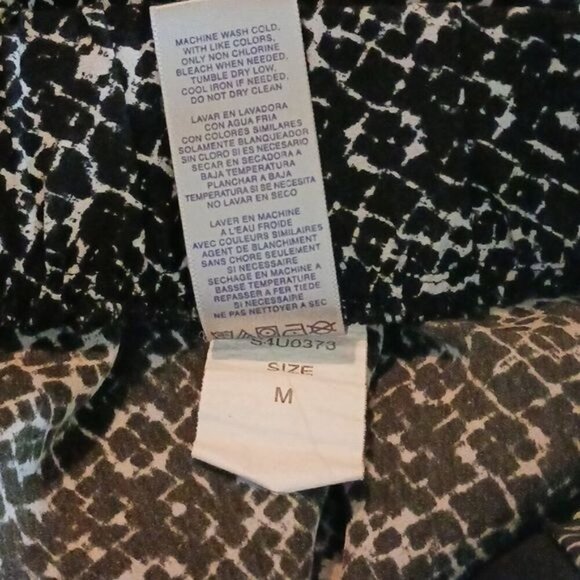 MACHINE WASH COLD,
WITH LIKE COLORS,
ONLY NON CHLORINE
BLEACH WHEN NEEDED,
TUMBLE DRY LOW,
COOL IRON IF NEEDED,
DO NOT DRY CLEAN
LAVAR EN LAVADORA
CON AGUA FRIA
CON COLORES SIMILARES
SOLAMENTE BLANQUEADOR
SIN CLORO SI ES NECESARIO
SECAR EN SECADORA A
BAJA TEMPERATURA
PLANCHAR A BAJA
TEMPERATURA SI SE NECESITA
NO LAVAR EN SECO
LAVER EN MACHINE
A L'EAU FROIDE
AVEC COULEURS SIMILAIRES
AGENT DE BLANCHIMENT
SANS CHORE SEULEMENT
SI NECESSAIRE
SECHAGE EN MACHINE A
BASSE TEMPERATURE
REPASSER A FER TIEDE
SI NECESSAIRE
NE PAS NETTOYER A SEC
S4U0373
SIZE
M